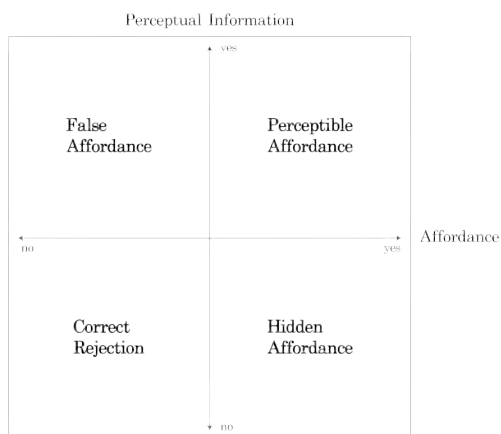 Perceptual Information
yes
False
Affordance
Perceptible
Affordance
Affordance
no
yes
Correct
Rejection
Hidden
Affordance
no